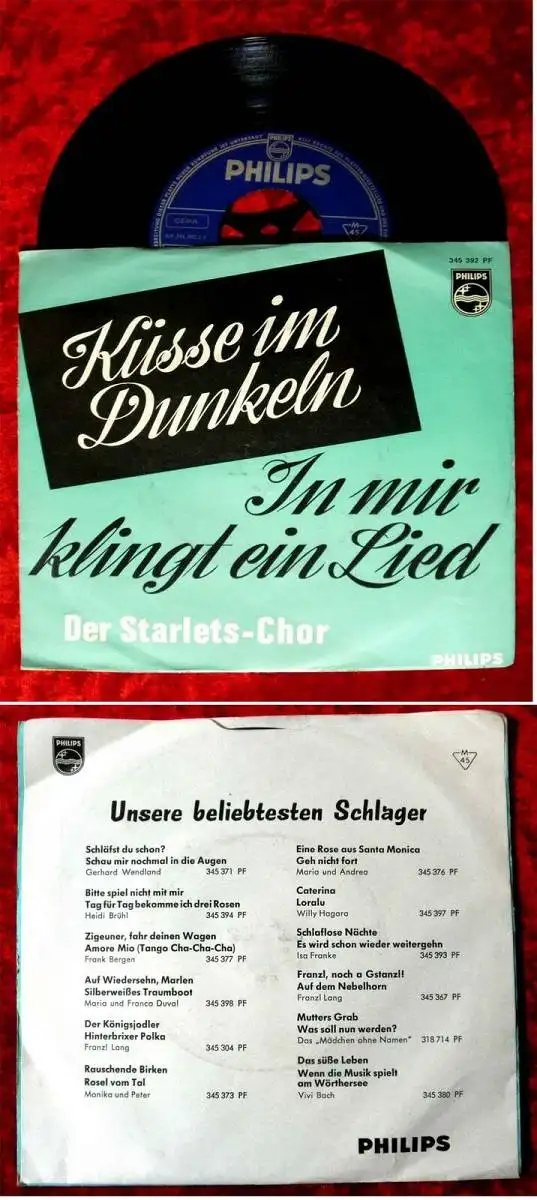 PHILIPS
GEMA
M
45
345 392 PF
PHILIPS
Küsse im
Dunkeln
In mir
klingt ein Lied
Der Starlets-Chor
PHILIPS
PHILIPS
M
45
Unsere beliebtesten Schlager
Schläfst du schon?
Schau mir nochmal in die Augen
Gerhard Wendland 345 371 PF
Bitte spiel nicht mit mir
Tag für Tag bekomme ich drei Rosen
Heidi Brühl 345 394 PF
Zigeuner, fahr deinen Wagen
Amore Mio (Tango Cha-Cha-Cha)
Frank Bergen 345 377 PF
Auf Wiedersehn, Marlen
Silberweißes Traumboot
Maria und Franco Duval 345 398 PF
Der Königsjodler
Hinterbrixer Polka
Franzl Lang 345 304 PF
Rauschende Birken
Rosel vom Tal
Monika und Peter 345 373 PF
Eine Rose aus Santa Monica
Geh nicht fort
Maria und Andrea 345 376 PF
Caterina
Loralu
Willy Hagara 345 397 PF
Schlaflose Nächte
Es wird schon wieder weitergehn
Isa Franke 345 393 PF
Franzl, noch a Gstanzl!
Auf dem Nebelhorn
Franzl Lang 345 367 PF
Mutters Grab
Was soll nun werden?
Das „Mädchen ohne Namen" 318 714 PF
Das süße Leben
Wenn die Musik spielt
am Wörthersee
Vivi Bach 345 380 PF
PHILIPS